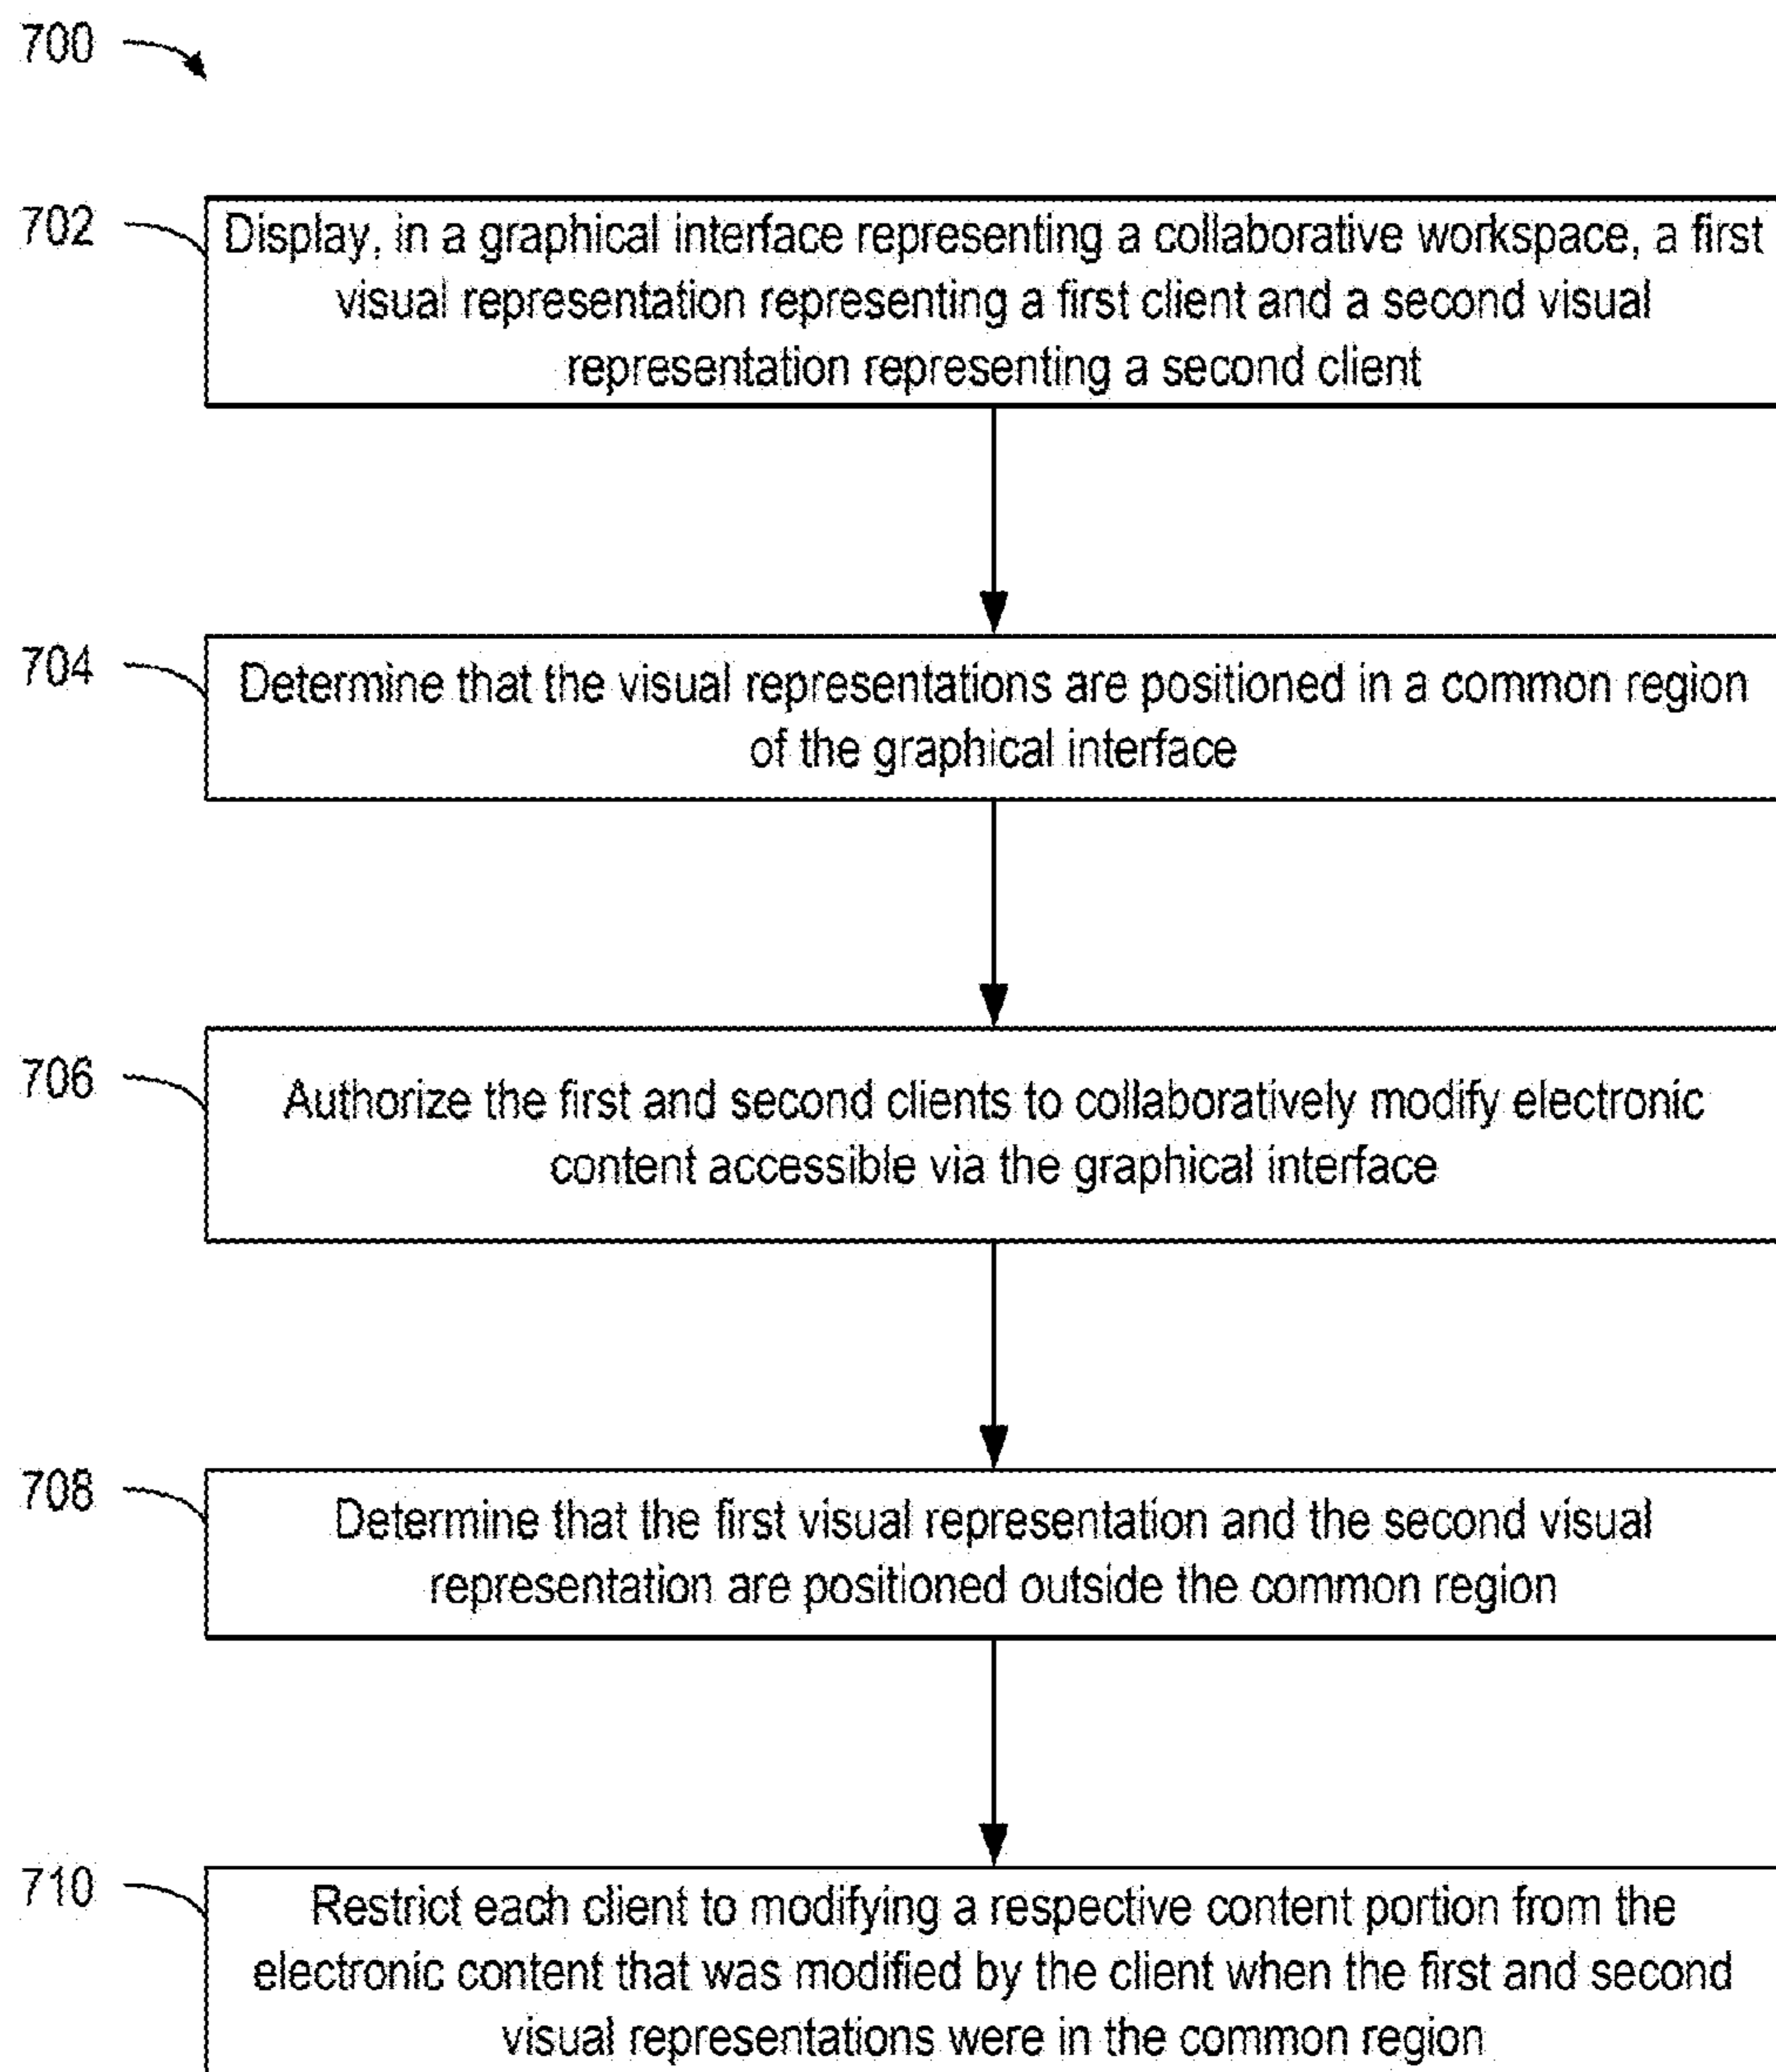 700
702
Display, in a graphical interface representing a collaborative workspace, a first
visual representation representing a first client and a second visual
representation representing a second client
704
Determine that the visual representations are positioned in a common region
of the graphical interface
706
Authorize the first and second clients to collaboratively modify electronic
content accessible via the graphical interface
708
Determine that the first visual representation and the second visual
representation are positioned outside the common region
710
Restrict each client to modifying a respective content portion from the
electronic content that was modified by the client when the first and second
visual representations were in the common region